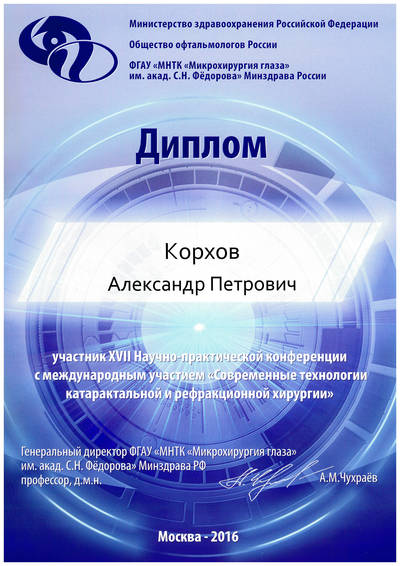 Министерство здравоохранения Российской Федерации
Общество офтальмологов России
ФГАУ «МНТК «Микрохирургия глаза»
им. акад. С.Н. Фёдорова» Минздрава России
Диплом
Корхов
Александр Петрович
участник XVII Научно-практической конференции
с международным участием «Современные технологии
катарактальной и рефракционной хирургии»
Генеральный директор ФГАУ «МНТК «Микрохирургия глаза»
им. акад. С.Н. Фёдорова» Минздрава РФ
профессор, д.м.н.
А.М.Чухраёв
Москва - 2016